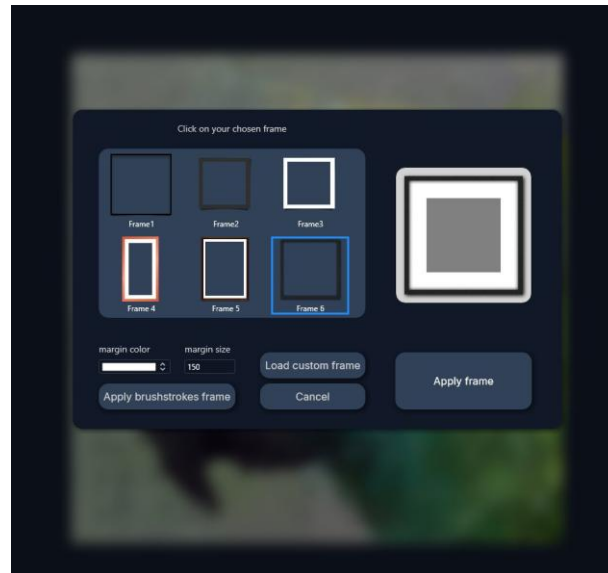 Click on your chosen frame
Frame1 Frame2 Frame3
Frame 4 Frame 5 Frame 6
margin color margin size
150
Load custom frame
Apply brushstrokes frame
Cancel
Apply frame